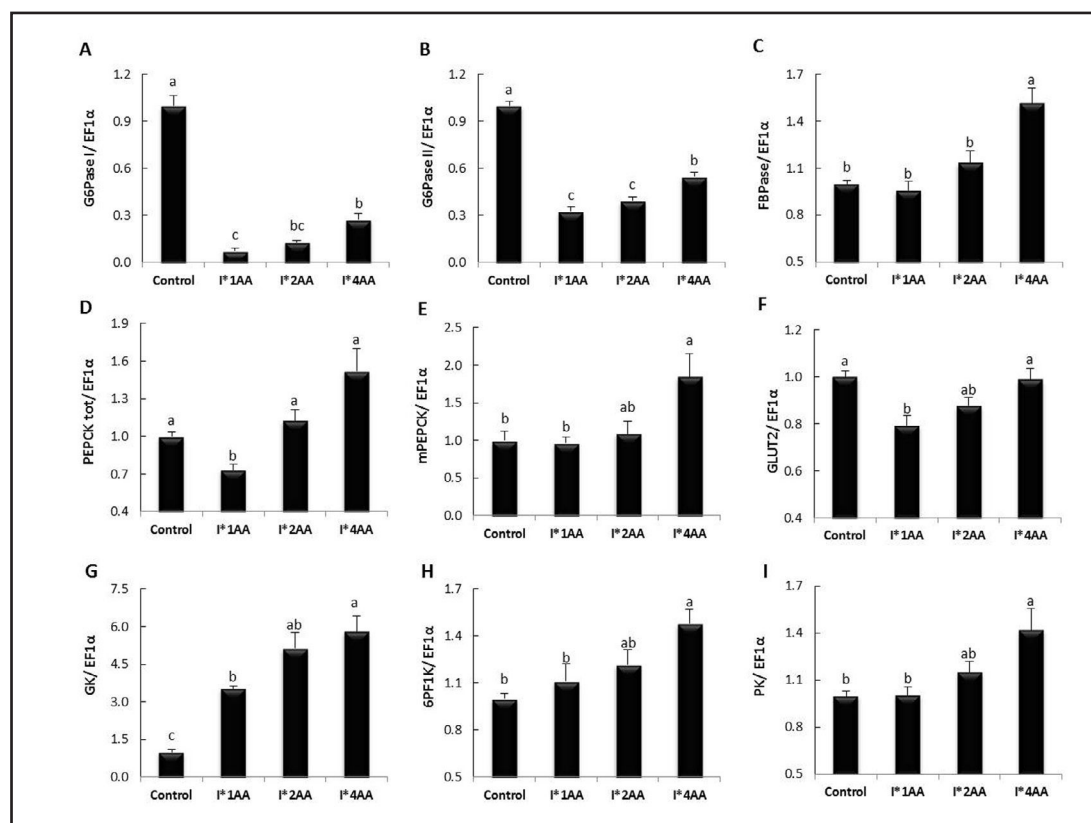 A
G6Pase I/ EF1α
1.2
0.9
0.6
0.3
0.0
a
c
bc
b
Control
I*1AA
I*2AA
I*4AA
B
G6Pase II/ EF1α
1.2
0.9
0.6
0.3
0.0
a
c
c
b
Control
I*1AA
I*2AA
I*4AA
C
FBPase/ EF1α
1.7
1.4
1.1
0.8
0.5
b
b
b
a
Control
I*1AA
I*2AA
I*4AA
D
PEPCK tot/ EF1α
1.9
1.6
1.3
1.0
0.7
0.4
a
b
a
a
Control
I*1AA
I*2AA
I*4AA
E
mPEPCK/ EF1α
2.5
2.0
1.5
1.0
0.5
0.0
b
b
ab
a
Control
I*1AA
I*2AA
I*4AA
F
GLUT2/ EF1α
1.2
1.0
0.8
0.6
0.4
a
b
ab
a
Control
I*1AA
I*2AA
I*4AA
G
GK/ EF1α
7.5
6.0
4.5
3.0
1.5
0.0
c
b
ab
a
Control
I*1AA
I*2AA
I*4AA
H
6PF1K/ EF1α
1.7
1.4
1.1
0.8
0.5
b
b
ab
a
Control
I*1AA
I*2AA
I*4AA
I
PK/ EF1α
1.7
1.4
1.1
0.8
0.5
b
b
ab
a
Control
I*1AA
I*2AA
I*4AA